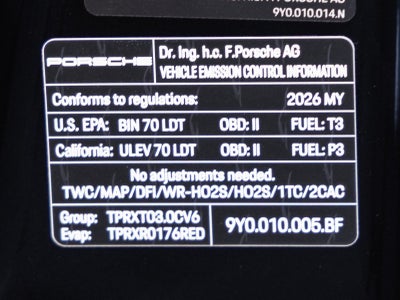 9Y0.010.014.N
PORSCHE
Dr. Ing. h.c. F.Porsche AG
VEHICLE EMISSION CONTROL INFORMATION
Conforms to regulations: 2026 MY
U.S. EPA: BIN 70 LDT OBD: II FUEL: T3
California: ULEV 70 LDT OBD: II FUEL: P3
No adjustments needed.
TWC/MAP/DFI/WR-HO2S/HO2S/1TC/2CAC
Group: TPRXT03.0CV6
Evap: TPRXR0176RED
9Y0.010.005.BF